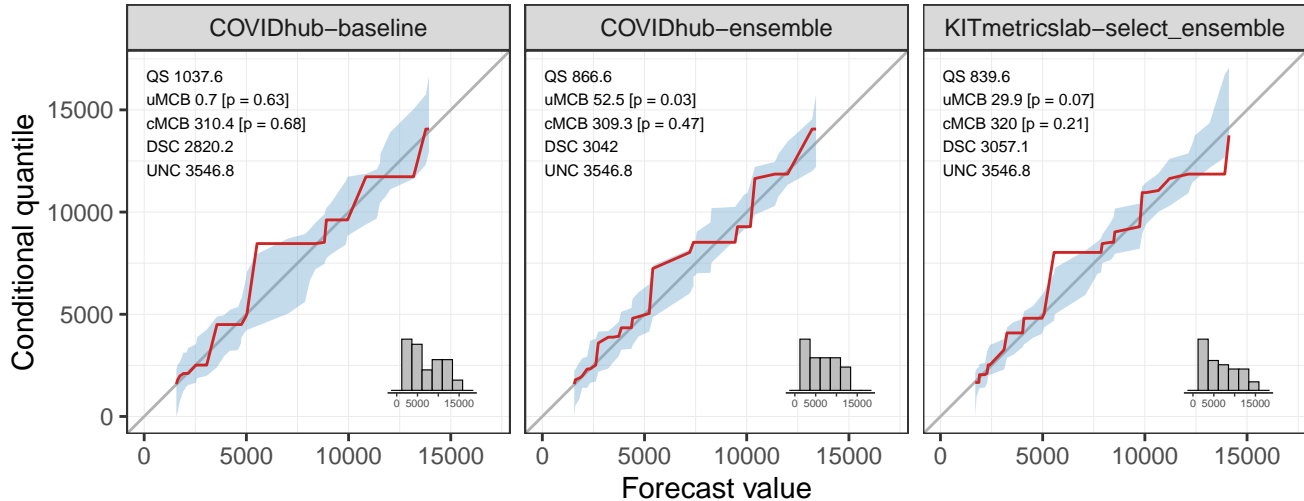 COVIDhub−baseline
COVIDhub−ensemble
KITmetricslab−select_ensemble
QS 1037.6
uMCB 0.7 [p = 0.63]
cMCB 310.4 [p = 0.68]
DSC 2820.2
UNC 3546.8
QS 866.6
uMCB 52.5 [p = 0.03]
cMCB 309.3 [p = 0.47]
DSC 3042
UNC 3546.8
QS 839.6
uMCB 29.9 [p = 0.07]
cMCB 320 [p = 0.21]
DSC 3057.1
UNC 3546.8
Conditional quantile
15000
10000
5000
0
0 5000 15000
0 5000 15000
0 5000 15000
0 5000 10000 15000
0 5000 10000 15000
0 5000 10000 15000
Forecast value